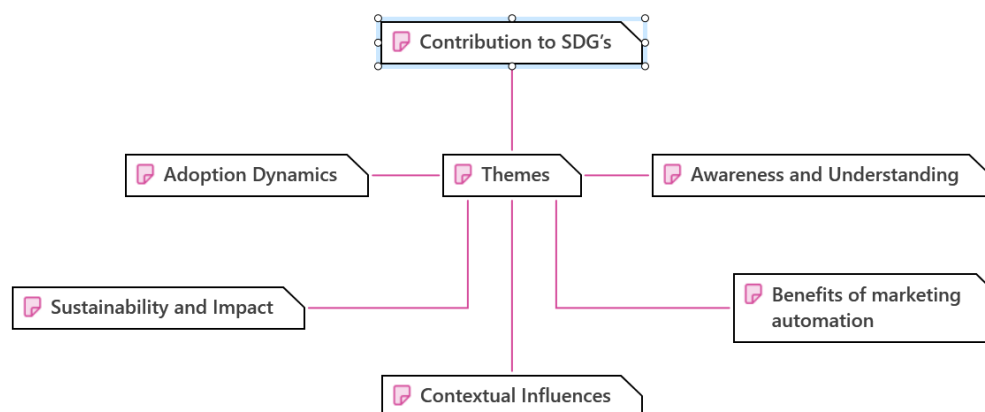 Contribution to SDG’s
Adoption Dynamics
Themes
Awareness and Understanding
Sustainability and Impact
Benefits of marketing
automation
Contextual Influences